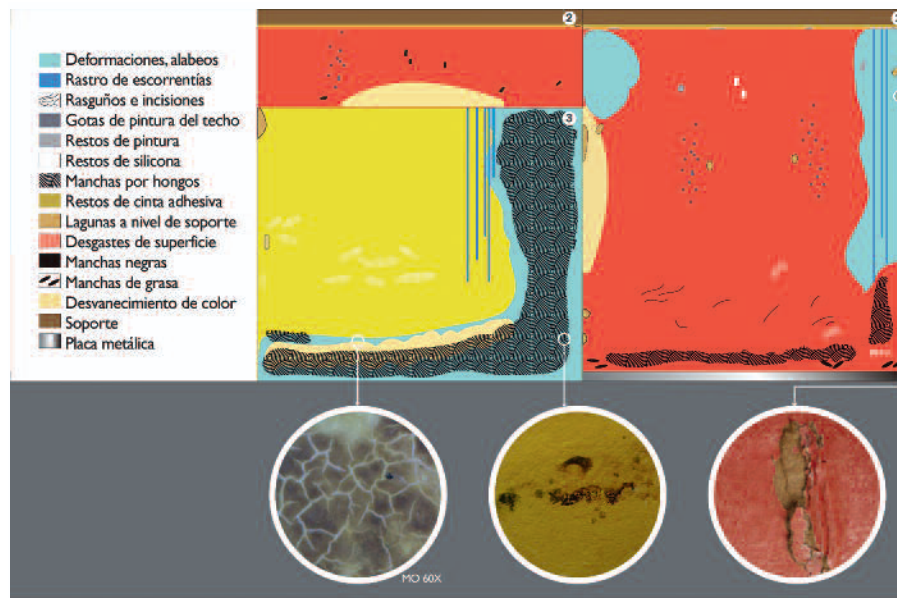 2
3
Deformaciones, alabeos
Rastro de escorrentías
Rasguños e incisiones
Gotas de pintura del techo
Restos de pintura
Restos de silicona
Manchas por hongos
Restos de cinta adhesiva
Lagunas a nivel de soporte
Desgastes de superficie
Manchas negras
Manchas de grasa
Desvanecimiento de color
Soporte
Placa metálica
MO 60X